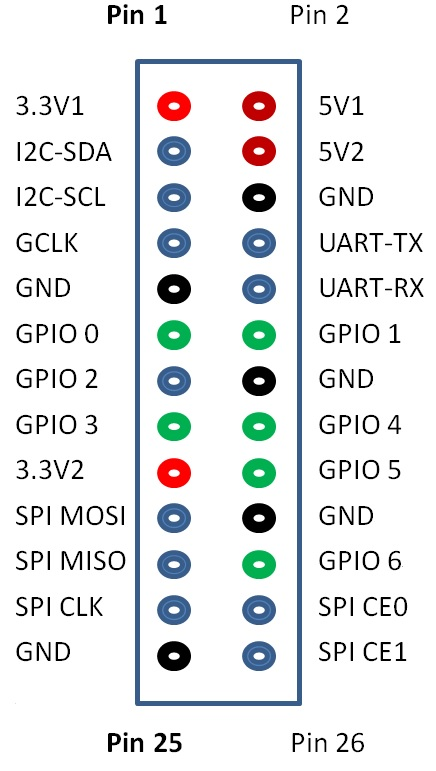 Pin 1 Pin 2
3.3V1 5V1
I2C-SDA 5V2
I2C-SCL GND
GCLK UART-TX
GND UART-RX
GPIO 0 GPIO 1
GPIO 2 GND
GPIO 3 GPIO 4
3.3V2 GPIO 5
SPI MOSI GND
SPI MISO GPIO 6
SPI CLK SPI CE0
GND SPI CE1
Pin 25 Pin 26